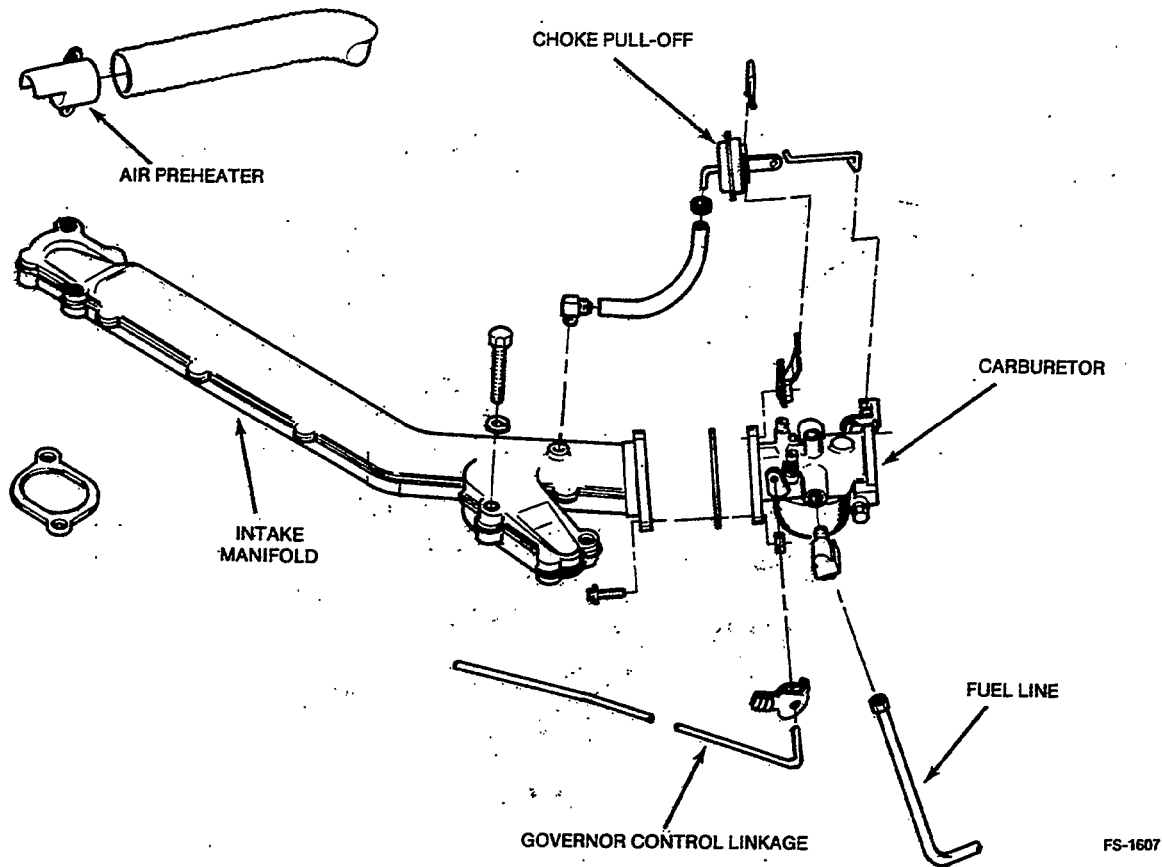 CHOKE PULL-OFF
AIR PREHEATER
CARBURETOR
INTAKE
MANIFOLD
FUEL LINE
GOVERNOR CONTROL LINKAGE
FS-1607